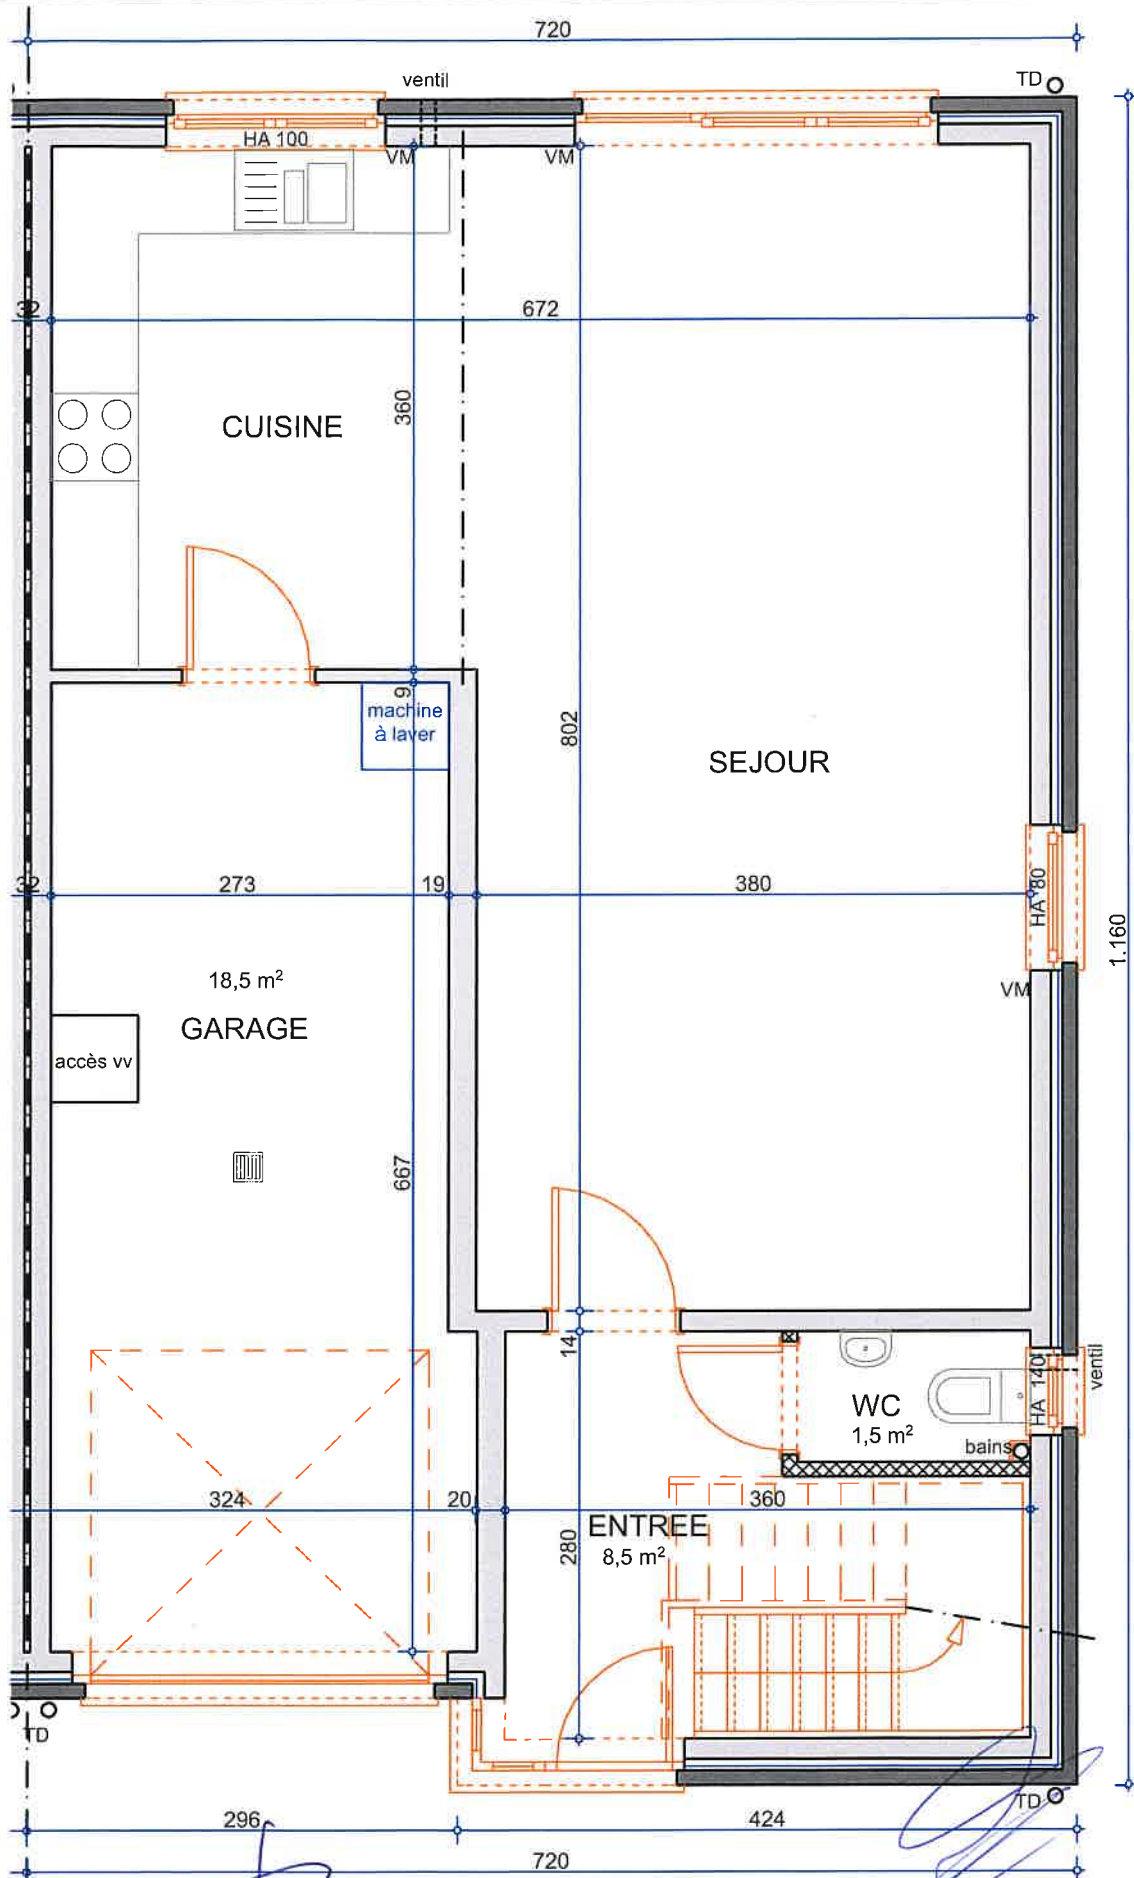 720
ventil
TD
HA 100
VM
VM
32
672
360
CUISINE
9
machine
à laver
802
SEJOUR
32
273
19
380
HA 80
1.160
18,5 m²
VM
GARAGE
accès vv
667
14
ventil
HA 140
WC
1,5 m²
bains
324
20
360
ENTREE
280
8,5 m²
TD
TD
296
424
720